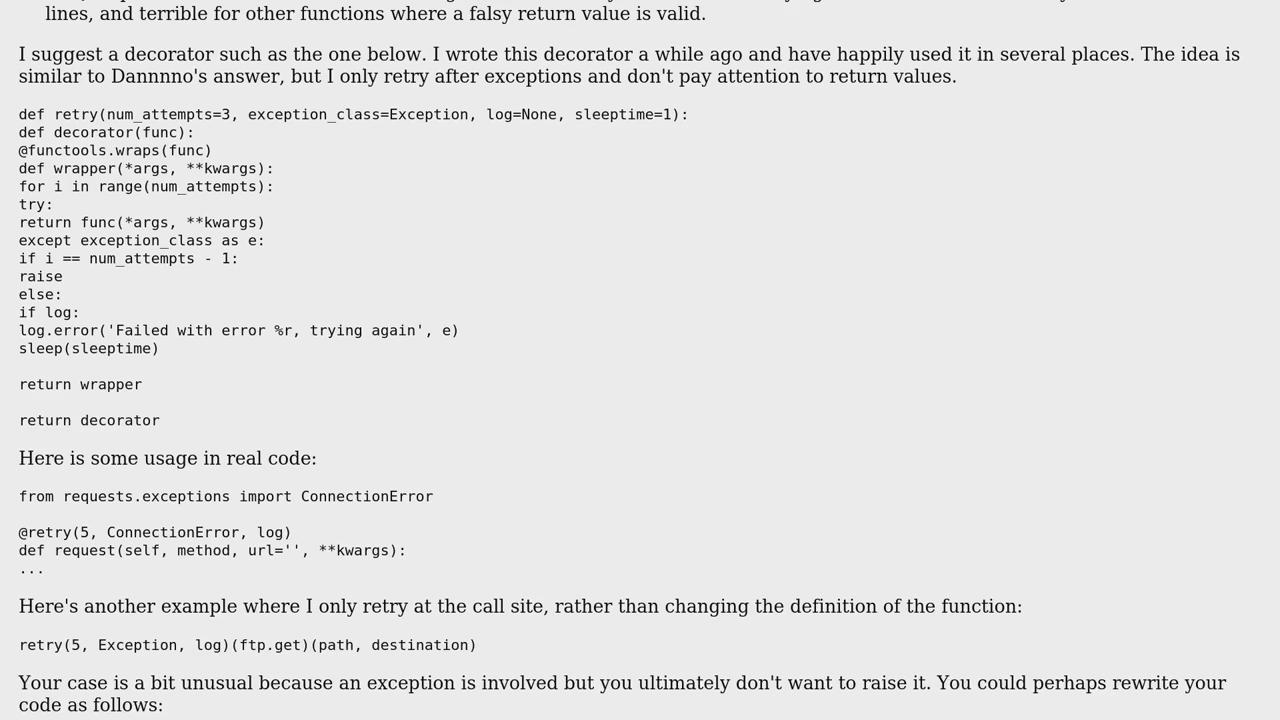 lines, and terrible for other functions where a falsy return value is valid.
I suggest a decorator such as the one below. I wrote this decorator a while ago and have happily used it in several places. The idea is
similar to Dannnno's answer, but I only retry after exceptions and don't pay attention to return values.
def retry(num_attempts=3, exception_class=Exception, log=None, sleeptime=1):
def decorator(func):
@functools.wraps(func)
def wrapper(*args, **kwargs):
for i in range(num_attempts):
try:
return func(*args, **kwargs)
except exception_class as e:
if i == num_attempts - 1:
raise
else:
if log:
log.error('Failed with error %r, trying again', e)
sleep(sleeptime)
return wrapper
return decorator
Here is some usage in real code:
from requests.exceptions import ConnectionError
@retry(5, ConnectionError, log)
def request(self, method, url='', **kwargs):
...
Here's another example where I only retry at the call site, rather than changing the definition of the function:
retry(5, Exception, log)(ftp.get)(path, destination)
Your case is a bit unusual because an exception is involved but you ultimately don't want to raise it. You could perhaps rewrite your
code as follows: